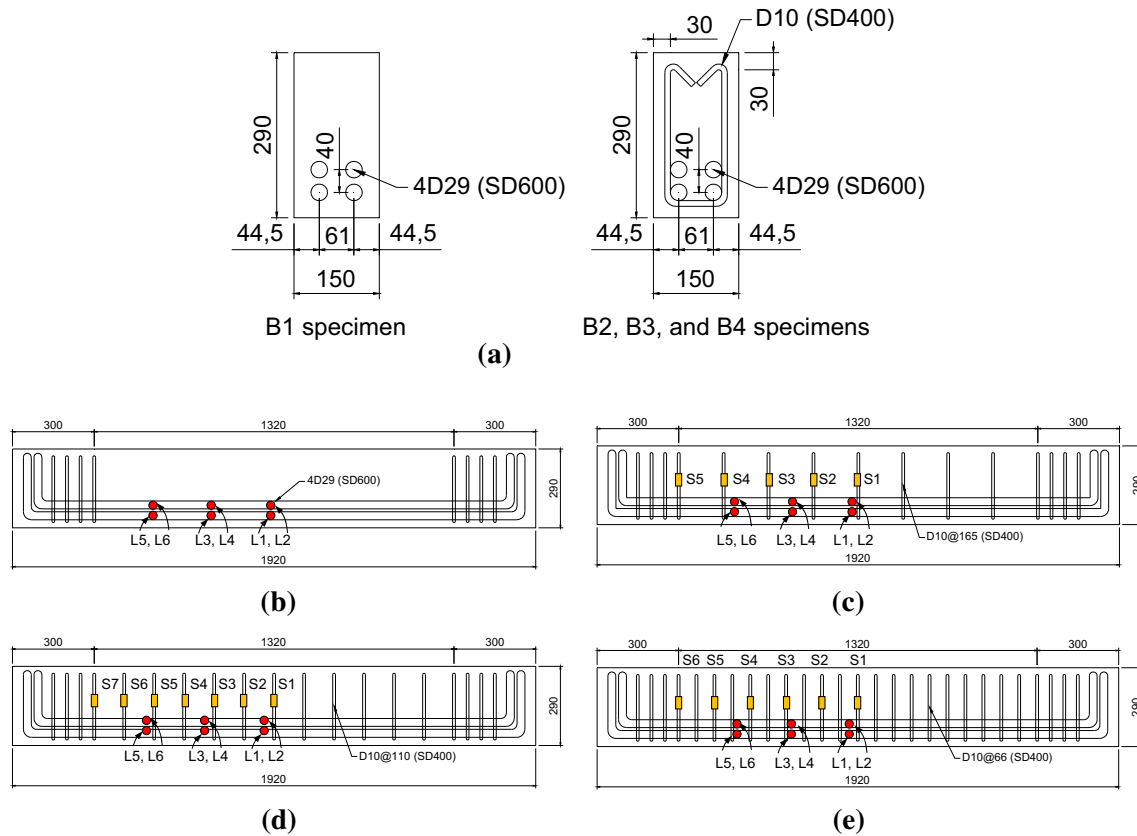 30
D10 (SD400)
290
40
4D29 (SD600)
44,5
61
44,5
150
290
40
30
4D29 (SD600)
44,5
61
44,5
150
B1 specimen
B2, B3, and B4 specimens
(a)
300
1320
300
4D29 (SD600)
290
L5, L6
L3, L4
L1, L2
1920
(b)
300
1320
300
S5
S4
S3
S2
S1
290
L5, L6
L3, L4
L1, L2
D10@165 (SD400)
1920
(c)
300
1320
300
S7
S6
S5
S4
S3
S2
S1
290
L5, L6
L3, L4
L1, L2
D10@110 (SD400)
1920
(d)
300
1320
300
S6
S5
S4
S3
S2
S1
290
L5, L6
L3, L4
L1, L2
D10@66 (SD400)
1920
(e)